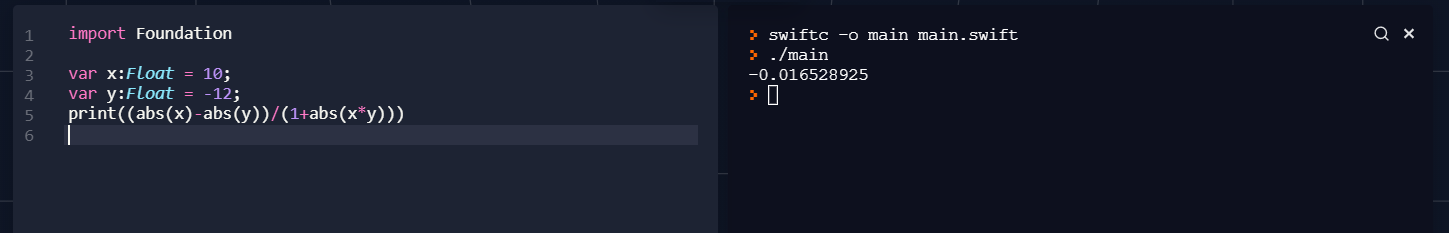 1 import Foundation
2
3 var x:Float = 10;
4 var y:Float = -12;
5 print((abs(x)-abs(y))/(1+abs(x*y)))
6
> swiftc -o main main.swift
> ./main
-0.016528925
>